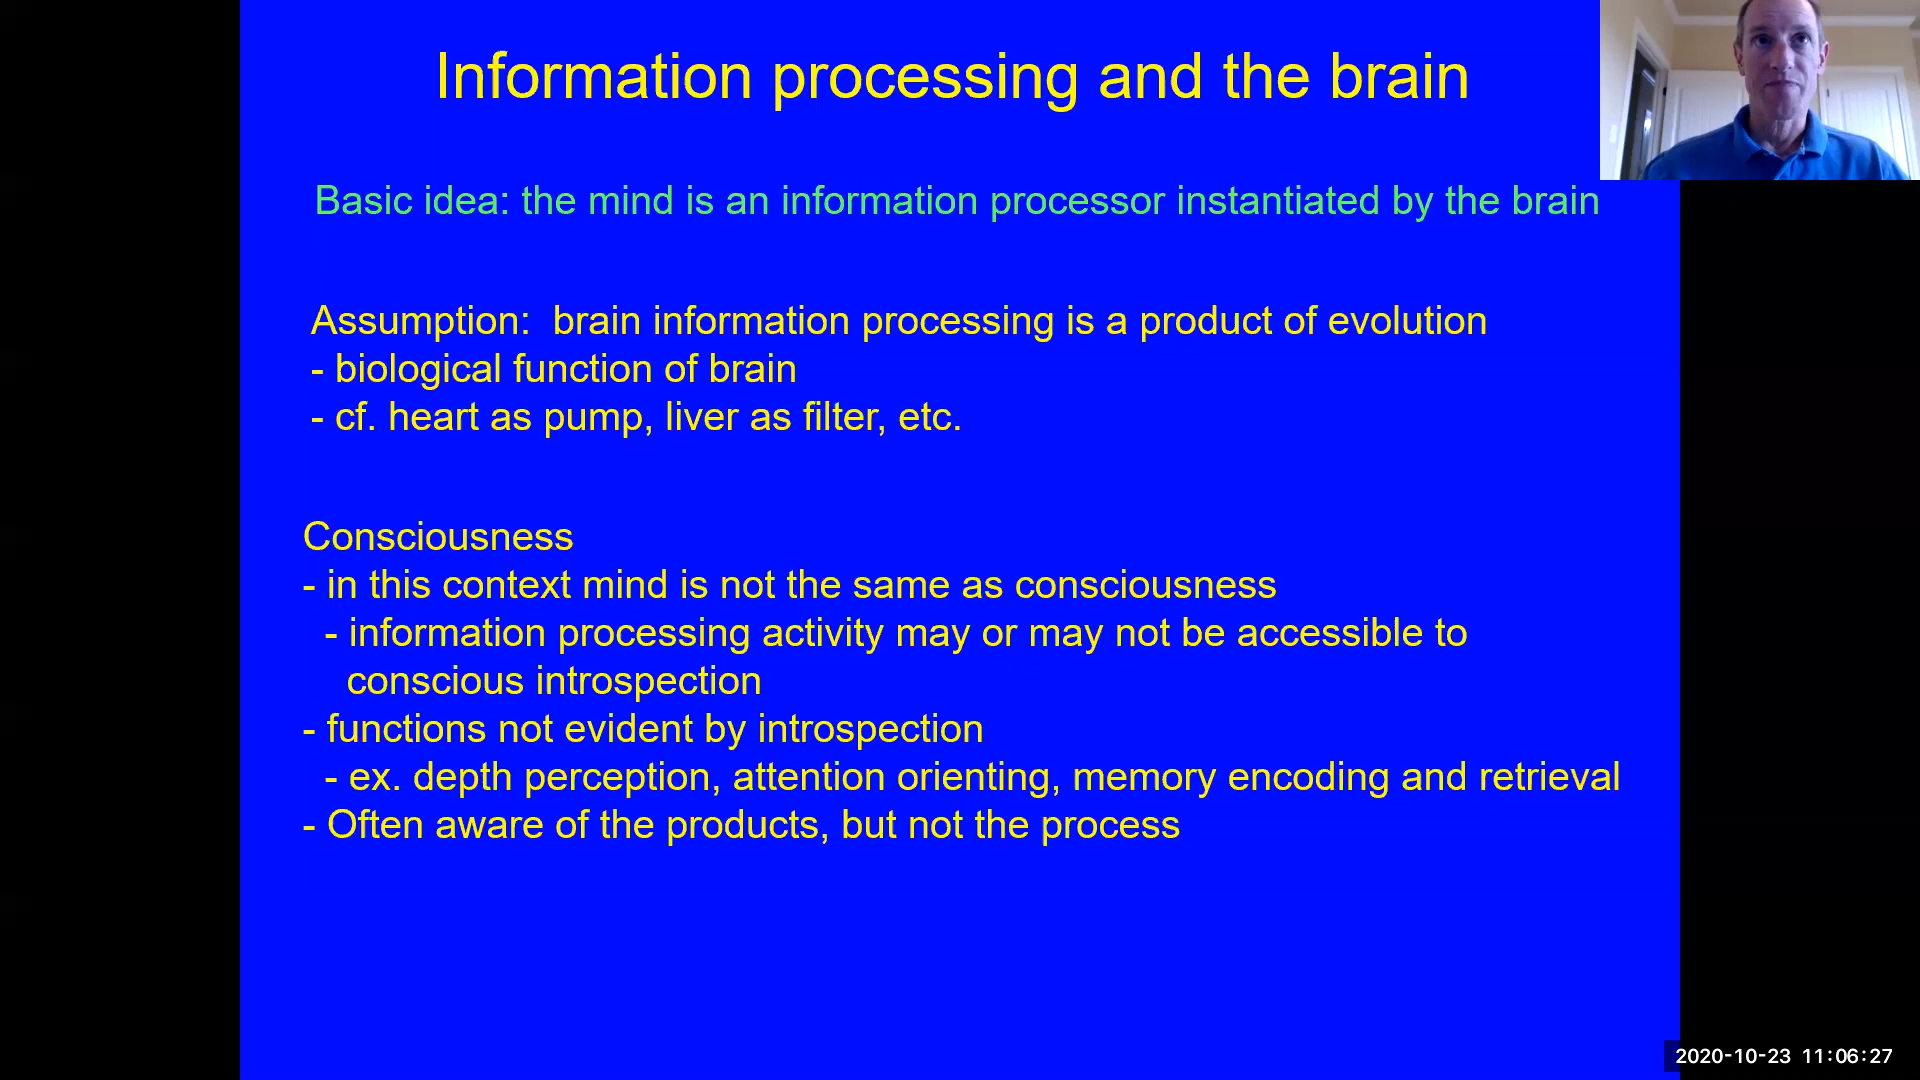 Information processing and the brain
Basic idea: the mind is an information processor instantiated by the brain
Assumption:  brain information processing is a product of evolution
- biological function of brain
- cf. heart as pump, liver as filter, etc.
Consciousness
- in this context mind is not the same as consciousness
- information processing activity may or may not be accessible to
conscious introspection
- functions not evident by introspection
- ex. depth perception, attention orienting, memory encoding and retrieval
- Often aware of the products, but not the process
2020-10-23 11:06:27